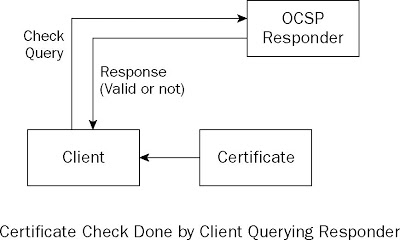 Check
Query
OCSP
Responder
Response
(Valid or not)
Client
Certificate
Certificate Check Done by Client Querying Responder